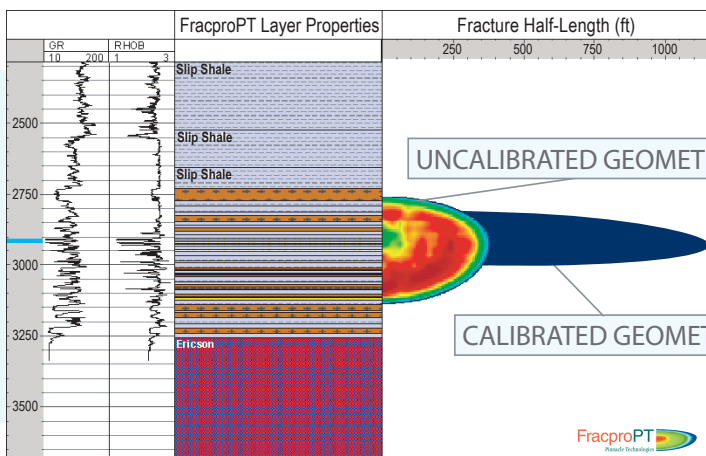 FracproPT Layer Properties
Fracture Half-Length (ft)
GR
RHOB
10 200
1 3
250 500 750 1000
Slip Shale
2500
Slip Shale
Slip Shale
UNCALIBRATED GEOMET
2750
3000
3250
CALIBRATED GEOMET
Ericson
3500
FracproPT
Pinnacle Technologies